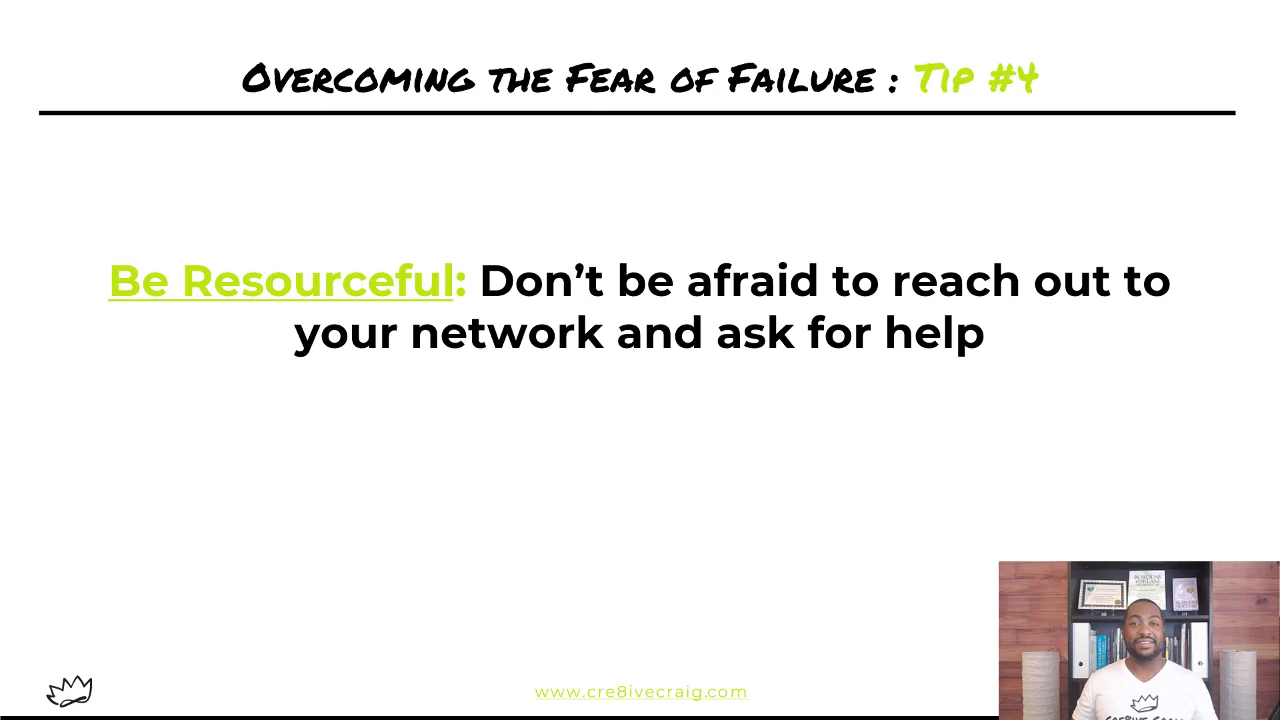 Overcoming the Fear of Failure : Tip #4
Be Resourceful: Don’t be afraid to reach out to
your network and ask for help
www.cre8ivecraig.com